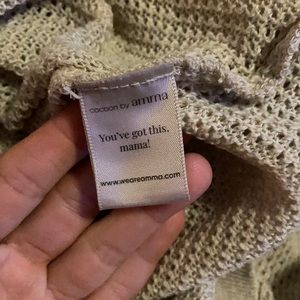 cocoon by amma
You've got this,
mama!
www.weareamma.com